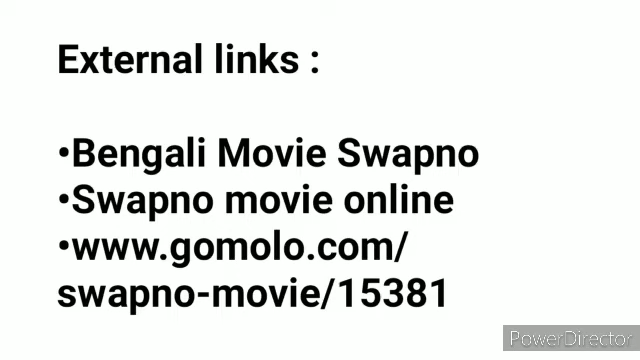 External links :
•Bengali Movie Swapno
•Swapno movie online
•www.gomolo.com/
swapno-movie/15381
PowerDirector